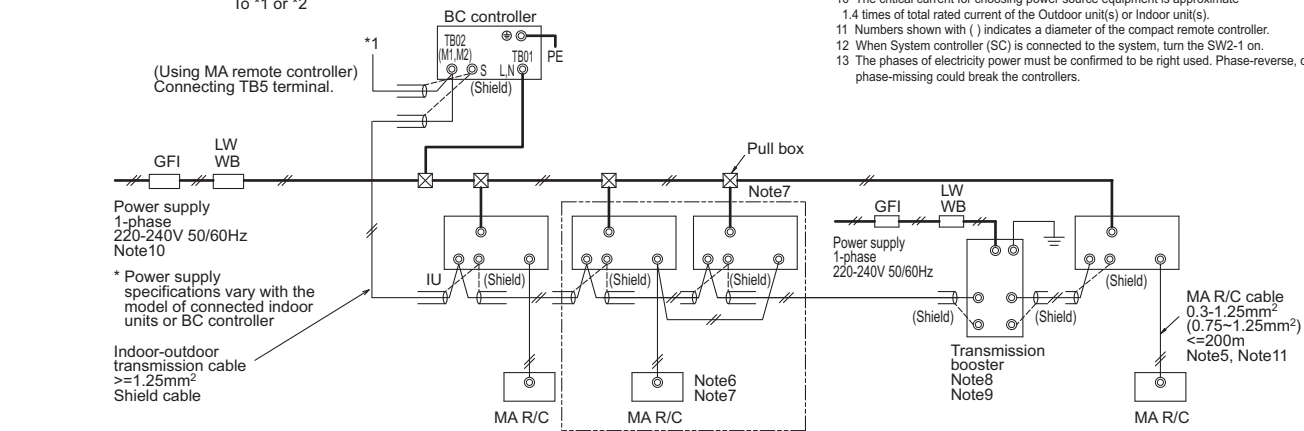 To *1 or *2
10 The critical current for choosing power source equipment is approximate
1.4 times of total rated current of the Outdoor unit(s) or Indoor unit(s).
11 Numbers shown with ( ) indicates a diameter of the compact remote controller.
12 When System controller (SC) is connected to the system, turn the SW2-1 on.
13 The phases of electricity power must be confirmed to be right used. Phase-reverse,
phase-missing could break the controllers.
BC controller
*1
TB02
(M1,M2)
S
L,N
TB01
PE
(Shield)
(Using MA remote controller)
Connecting TB5 terminal.
GFI
LW
WB
Pull box
Note7
Power supply
1-phase
220-240V 50/60Hz
Note10
* Power supply
specifications vary with the
model of connected indoor
units or BC controller
Indoor-outdoor
transmission cable
>=1.25mm²
Shield cable
IU
(Shield)
(Shield)
(Shield)
MA R/C
MA R/C
Note6
Note7
GFI
LW
WB
Power supply
1-phase
220-240V 50/60Hz
(Shield)
(Shield)
Transmission
booster
Note8
Note9
(Shield)
MA R/C cable
0.3-1.25mm²
(0.75~1.25mm²)
<=200m
Note5, Note11
MA R/C